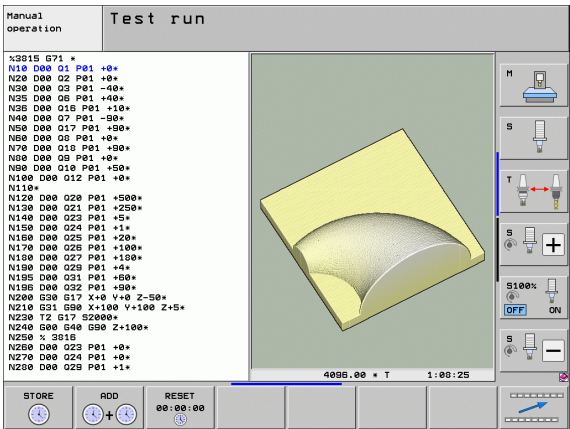 Manual
operation
Test run
%3815 G71 *
N10 D00 Q1 P01 +0*
N20 D00 Q2 P01 +0*
N30 D00 Q3 P01 -40*
N35 D00 Q6 P01 +40*
N36 D00 Q16 P01 +10*
N40 D00 Q7 P01 -90*
N50 D00 Q17 P01 +90*
N60 D00 Q8 P01 +0*
N70 D00 Q18 P01 +90*
N80 D00 Q9 P01 +0*
N90 D00 Q10 P01 +50*
N100 D00 Q12 P01 +0*
N110*
N120 D00 Q20 P01 +500*
N130 D00 Q21 P01 +250*
N140 D00 Q23 P01 +5*
N150 D00 Q24 P01 +1*
N160 D00 Q25 P01 +20*
N170 D00 Q26 P01 +100*
N180 D00 Q27 P01 +180*
N190 D00 Q29 P01 +4*
N195 D00 Q31 P01 +60*
N196 D00 Q32 P01 +90*
N200 G30 G17 X+0 Y+0 Z-50*
N210 G31 G90 X+100 Y+100 Z+5*
N230 T2 G17 S2000*
N240 G00 G40 G90 Z+100*
N250 % 3816
N260 D00 Q23 P01 +0*
N270 D00 Q24 P01 +0*
N280 D00 Q29 P01 +1*
4096.00 * T 1:08:25
M
S
T
S
+
S100%
OFF ON
S
−
STORE
ADD
+
RESET
00:00:00